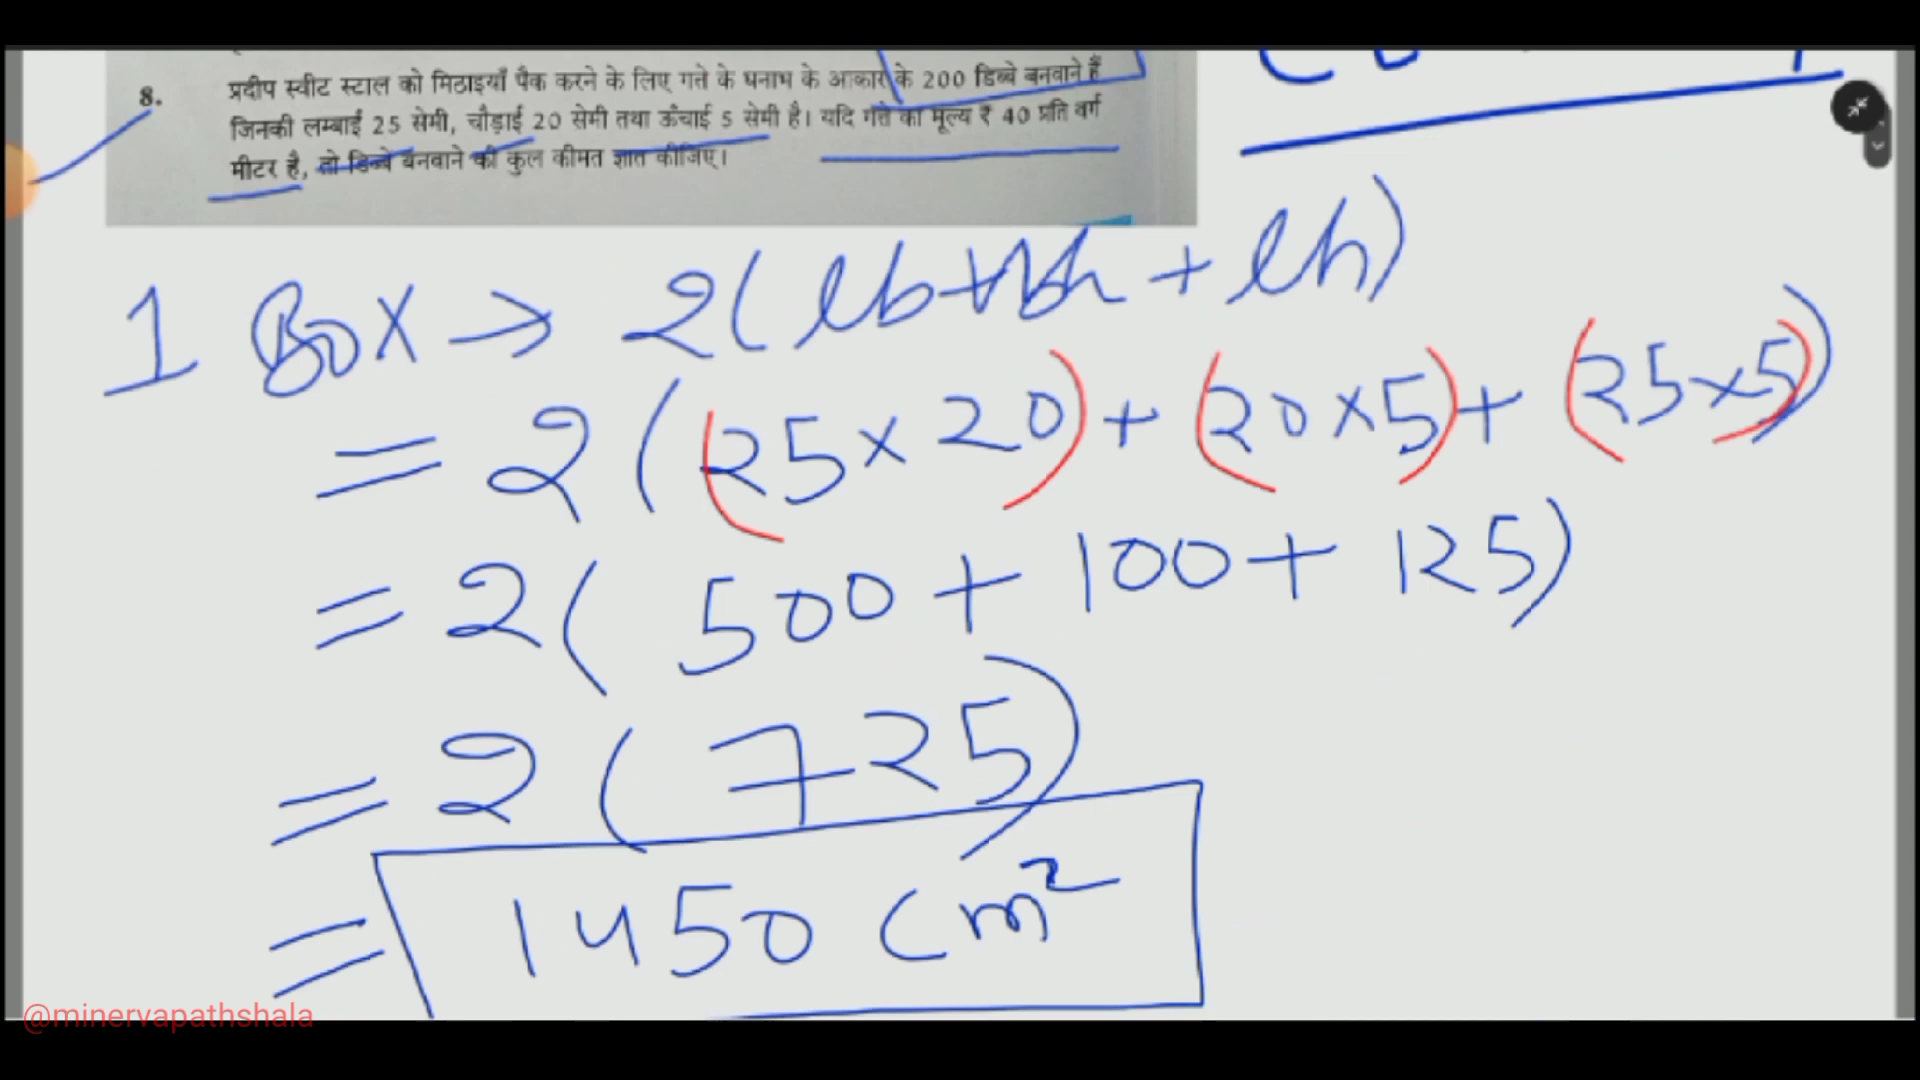 8. प्रदीप स्वीट स्टाल को मिठाइयाँ पैक करने के लिए गत्ते के घनाभ के आकार के 200 डिब्बे बनवाने हैं
जिनकी लम्बाई 25 सेमी, चौड़ाई 20 सेमी तथा ऊँचाई 5 सेमी है। यदि गत्ते का मूल्य ₹ 40 प्रति वर्ग
मीटर है, तो डिब्बे बनवाने की कुल कीमत ज्ञात कीजिए।
1 Box → 2(lb+bh+lh)
= 2((25×20)+(20×5)+(25×5))
= 2(500+100+125)
= 2(725)
= 1450 cm²
@minervapathshala